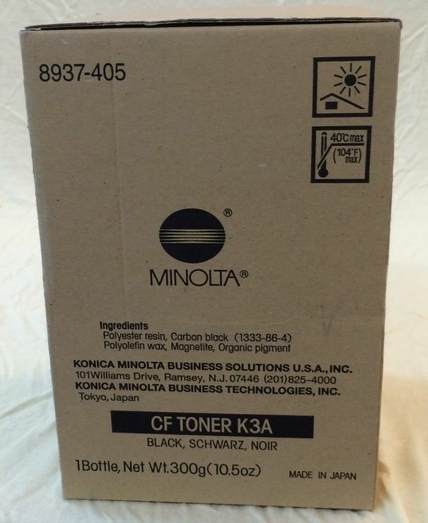 8937-405
40°C max
(104°F
max)
®
MINOLTA®
Ingredients
Polyester resin, Carbon black (1333-86-4)
Polyolefin wax, Magnetite, Organic pigment
KONICA MINOLTA BUSINESS SOLUTIONS U.S.A., INC.
101Williams Drive, Ramsey, N.J. 07446 (201)825-4000
KONICA MINOLTA BUSINESS TECHNOLOGIES, INC.
Tokyo, Japan
CF TONER K3A
BLACK, SCHWARZ, NOIR
1Bottle, Net Wt. 300g(10.5oz)
MADE IN JAPAN